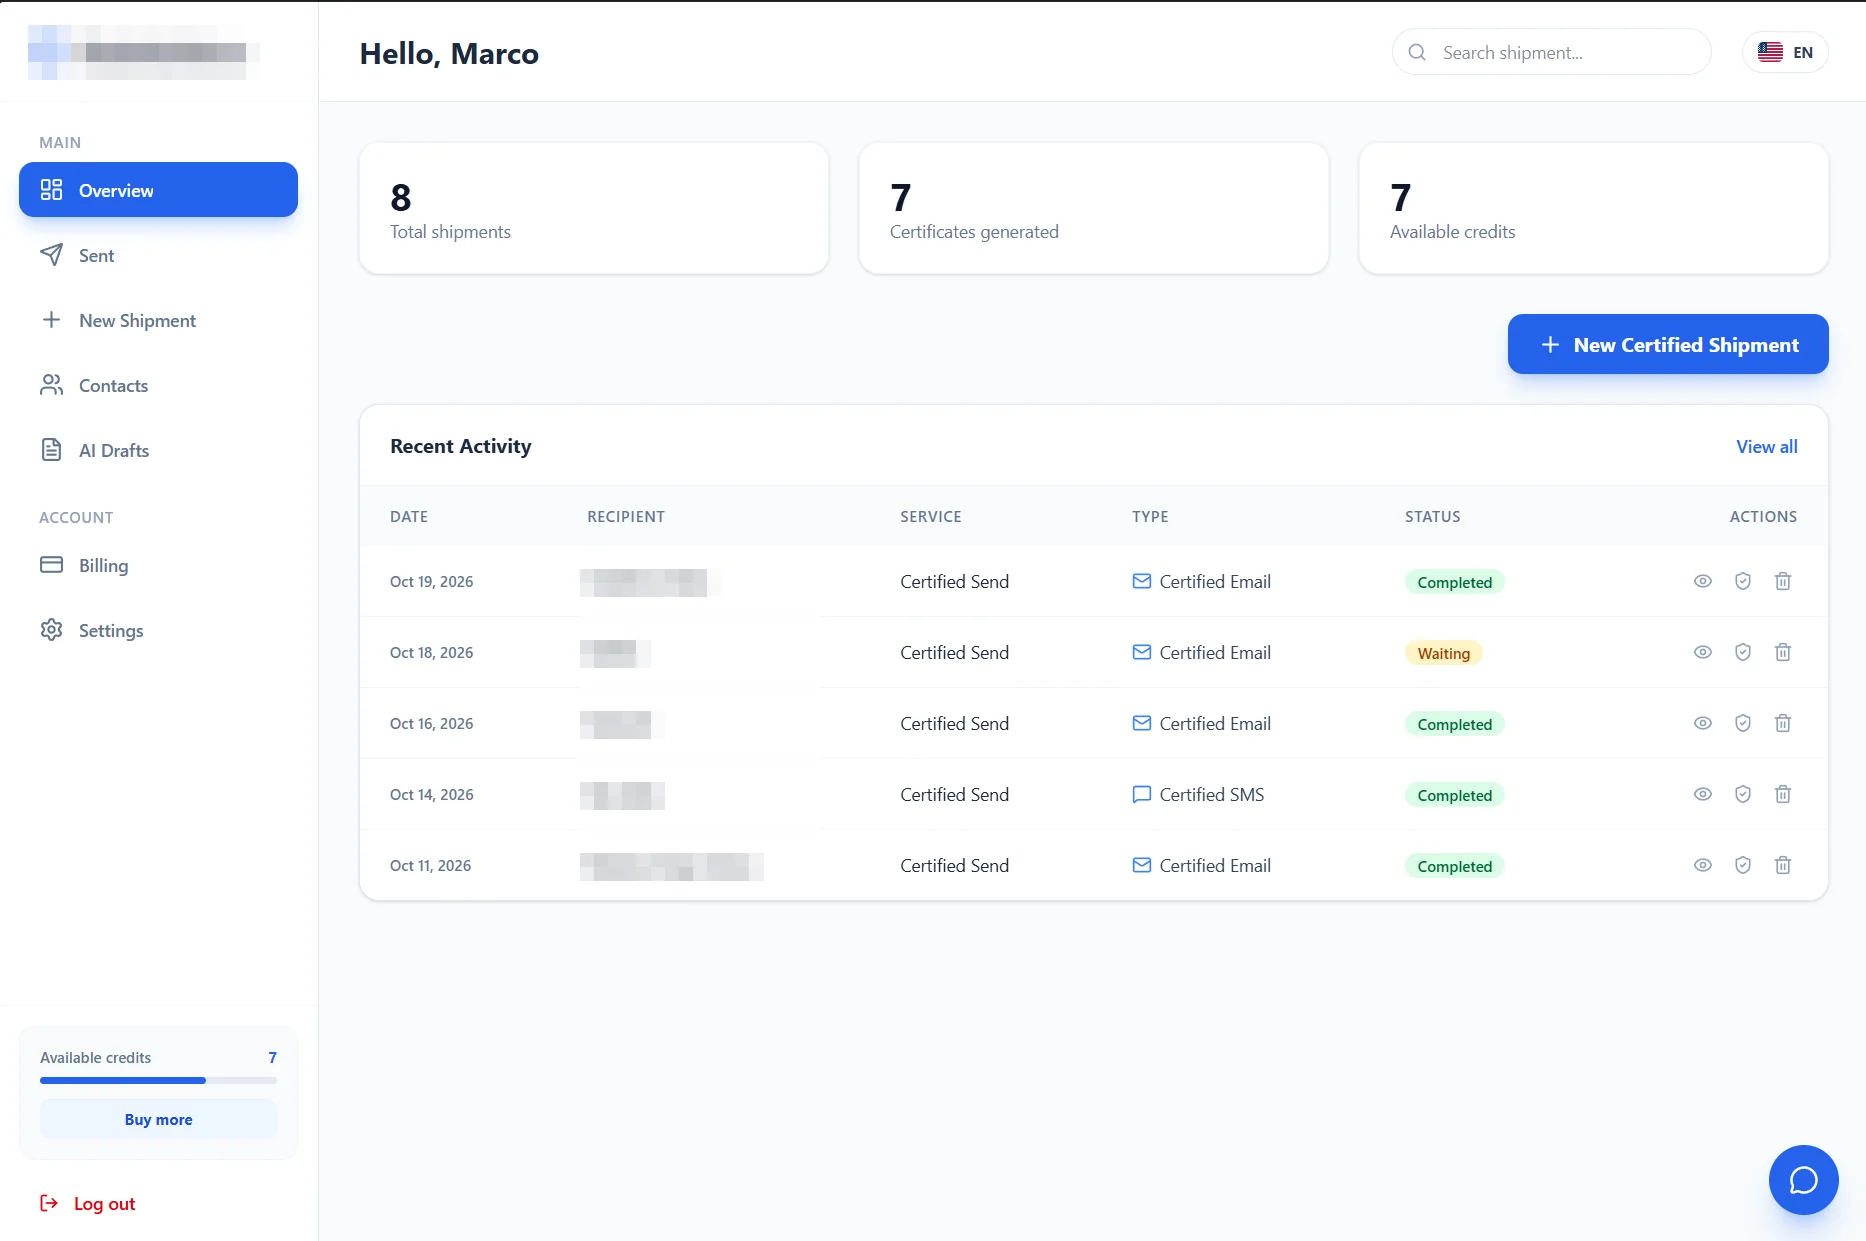 Hello, Marco
Search shipment...
EN
MAIN
Overview
Sent
New Shipment
Contacts
AI Drafts
ACCOUNT
Billing
Settings
Available credits 7
Buy more
Log out
8
Total shipments
7
Certificates generated
7
Available credits
New Certified Shipment
Recent Activity View all
DATE RECIPIENT SERVICE TYPE STATUS ACTIONS
Oct 19, 2026 Certified Send Certified Email Completed
Oct 18, 2026 Certified Send Certified Email Waiting
Oct 16, 2026 Certified Send Certified Email Completed
Oct 14, 2026 Certified Send Certified SMS Completed
Oct 11, 2026 Certified Send Certified Email Completed